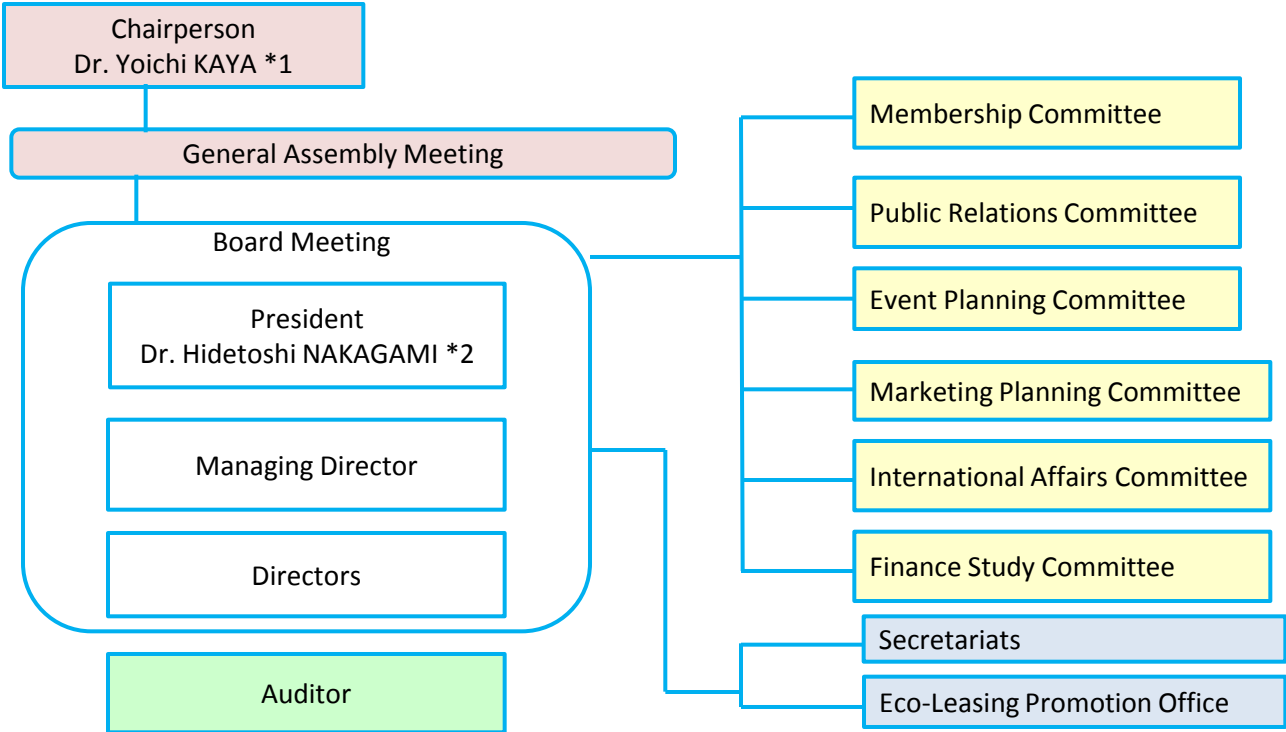 Chairperson
Dr. Yoichi KAYA *1
General Assembly Meeting
Board Meeting
President
Dr. Hidetoshi NAKAGAMI *2
Managing Director
Directors
Auditor
Membership Committee
Public Relations Committee
Event Planning Committee
Marketing Planning Committee
International Affairs Committee
Finance Study Committee
Secretariats
Eco-Leasing Promotion Office